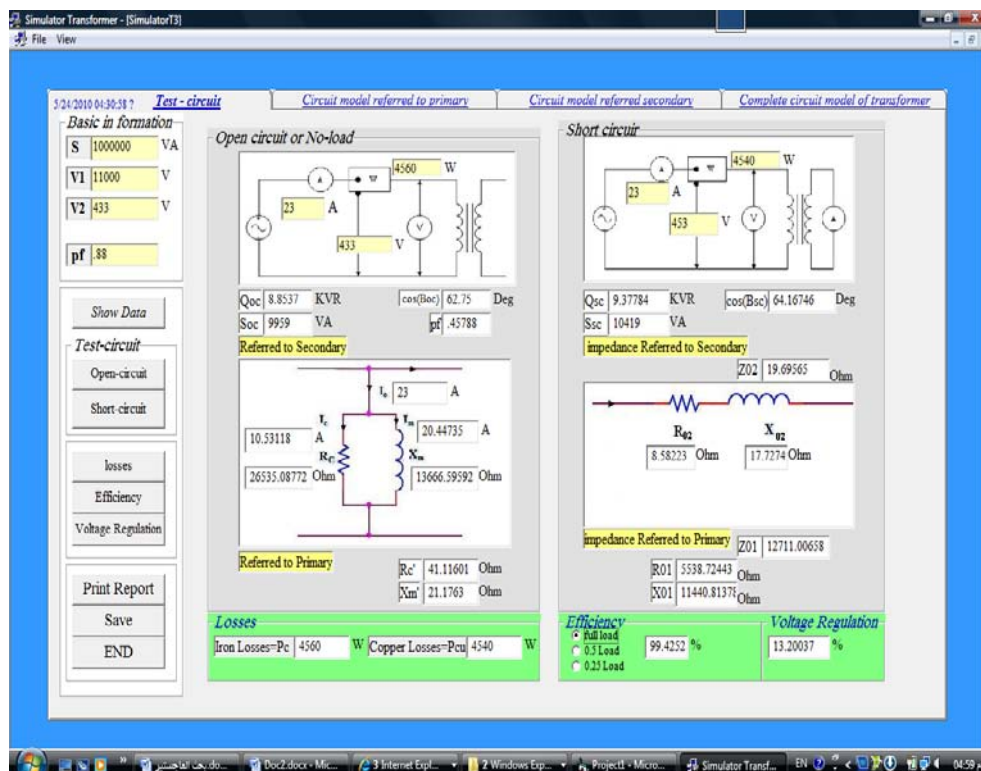 Simulator Transformer - [SimulatorT3]
File View
5/24/2010 04:30:58 ?
Test - circuit
Circuit model referred to primary
Circuit model referred secondary
Complete circuit model of transformer
Basic in formation
S 1000000 VA
V1 11000 V
V2 433 V
pf .88
Show Data
Test-circuit
Open-circuit
Short-circuit
losses
Efficiency
Voltage Regulation
Print Report
Save
END
Open circuit or No-load
A W 4560 W
23 A
433 V
V
Qoc 8.8537 KVR cos(Boc) 62.75 Deg
Soc 9959 VA pf .45788
Referred to Secondary
Io 23 A
Ic Im 20.44735 A
10.53118 A
RC Xm
26535.08772 Ohm 13666.59592 Ohm
Referred to Primary
Rc' 41.11601 Ohm
Xm' 21.1763 Ohm
Losses
Iron Losses=Pc 4560 W Copper Losses=Pcu 4540 W
Short circuir
A W 4540 W
23 A
453 V
V A
Qsc 9.37784 KVR cos(Bsc) 64.16746 Deg
Ssc 10419 VA
impedance Referred to Secondary
Z02 19.69565 Ohm
R02 X02
8.58223 Ohm 17.7274 Ohm
impedance Referred to Primary Z01 12711.00658
R01 5538.72443 Ohm
X01 11440.81378 Ohm
Efficiency
full load
0.5 Load
0.25 Load
99.4252 %
Voltage Regulation
13.20037 %
Doc2.docx - Mic...
3 Internet Expl...
2 Windows Exp...
Project1 - Micro...
Simulator Transf...
EN
04:59 م